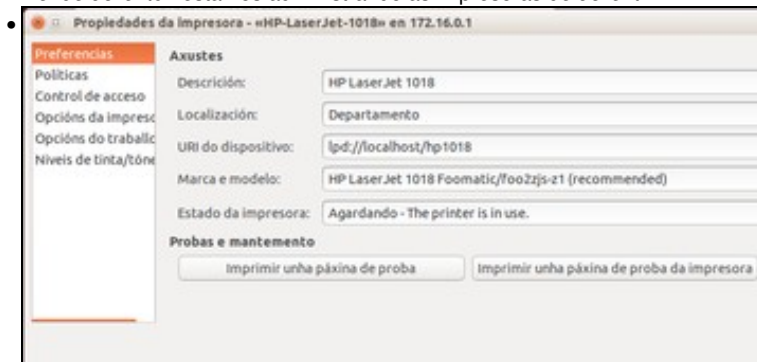 Propiedades da impresora - «HP-LaserJet-1018» en 172.16.0.1
Preferencias
Políticas
Control de acceso
Opcións da impresc
Opcións do traballc
Niveis de tinta/tóne
Axustes
Descrición: HP LaserJet 1018
Localización: Departamento
URI do dispositivo: lpd://localhost/hp1018
Marca e modelo: HP LaserJet 1018 Foomatic/foo2zjs-z1 (recommended)
Estado da impresora: Agardando - The printer is in use.
Probas e mantemento
Imprimir unha páxina de proba Imprimir unha páxina de proba da impresora